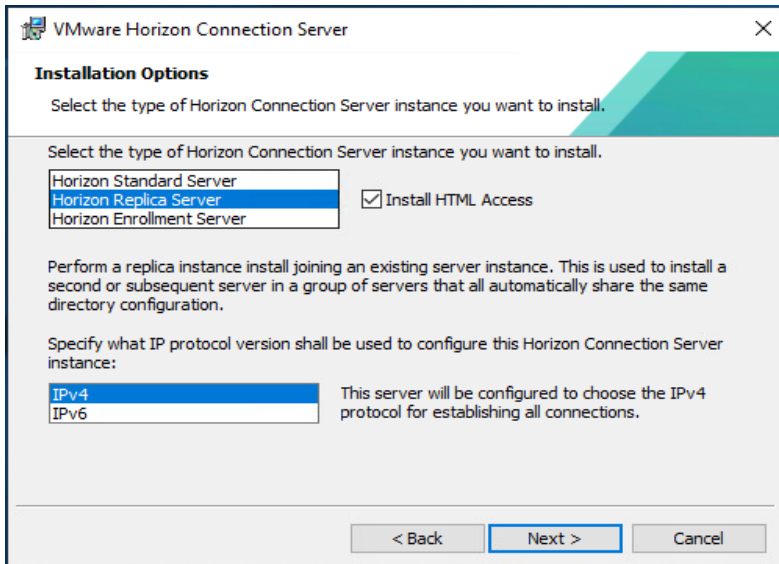 VMware Horizon Connection Server
Installation Options
Select the type of Horizon Connection Server instance you want to install.
Select the type of Horizon Connection Server instance you want to install.
Horizon Standard Server
Horizon Replica Server
Horizon Enrollment Server
Install HTML Access
Perform a replica instance install joining an existing server instance. This is used to install a
second or subsequent server in a group of servers that all automatically share the same
directory configuration.
Specify what IP protocol version shall be used to configure this Horizon Connection Server
instance:
IPv4
IPv6
This server will be configured to choose the IPv4
protocol for establishing all connections.
< Back
Next >
Cancel